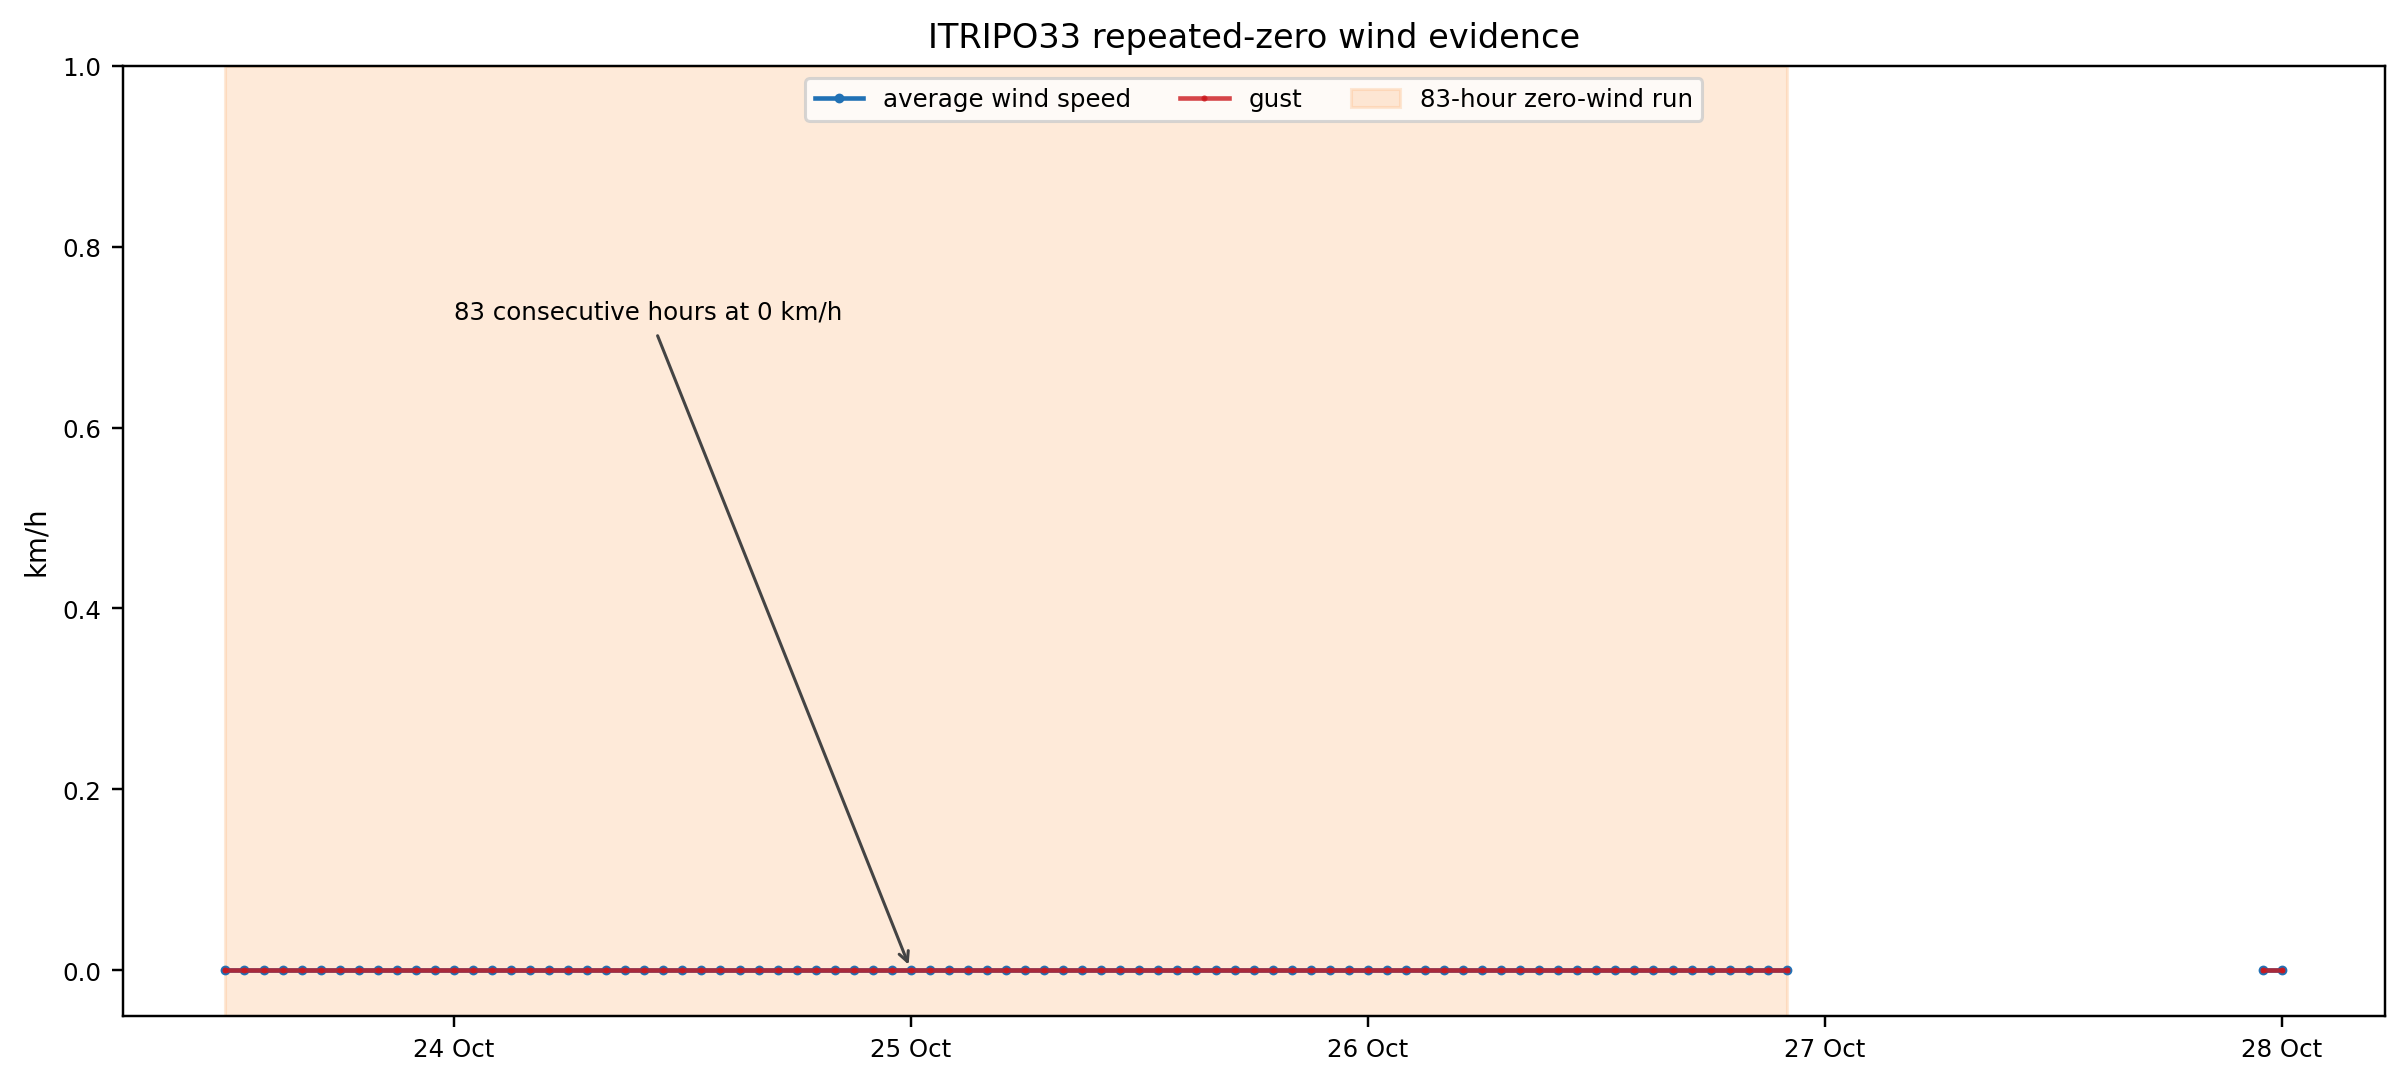 ITRIPO33 repeated-zero wind evidence
average wind speed
gust
83-hour zero-wind run
83 consecutive hours at 0 km/h
km/h
1.0
0.8
0.6
0.4
0.2
0.0
24 Oct
25 Oct
26 Oct
27 Oct
28 Oct